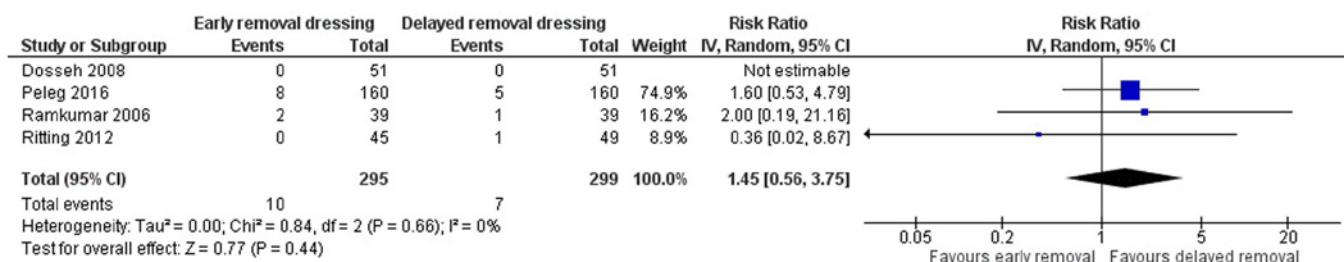 Early removal dressing Delayed removal dressing Risk Ratio Risk Ratio
Study or Subgroup Events Total Events Total Weight IV, Random, 95% CI IV, Random, 95% CI
Dosseh 2008 0 51 0 51 Not estimable
Peleg 2016 8 160 5 160 74.9% 1.60 [0.53, 4.79]
Ramkumar 2006 2 39 1 39 16.2% 2.00 [0.19, 21.16]
Ritting 2012 0 45 1 49 8.9% 0.36 [0.02, 8.67]
Total (95% CI) 295 299 100.0% 1.45 [0.56, 3.75]
Total events 10 7
Heterogeneity: Tau² = 0.00; Chi² = 0.84, df = 2 (P = 0.66); I² = 0%
Test for overall effect: Z = 0.77 (P = 0.44)
0.05 0.2 1 5 20
Favours early removal Favours delayed removal